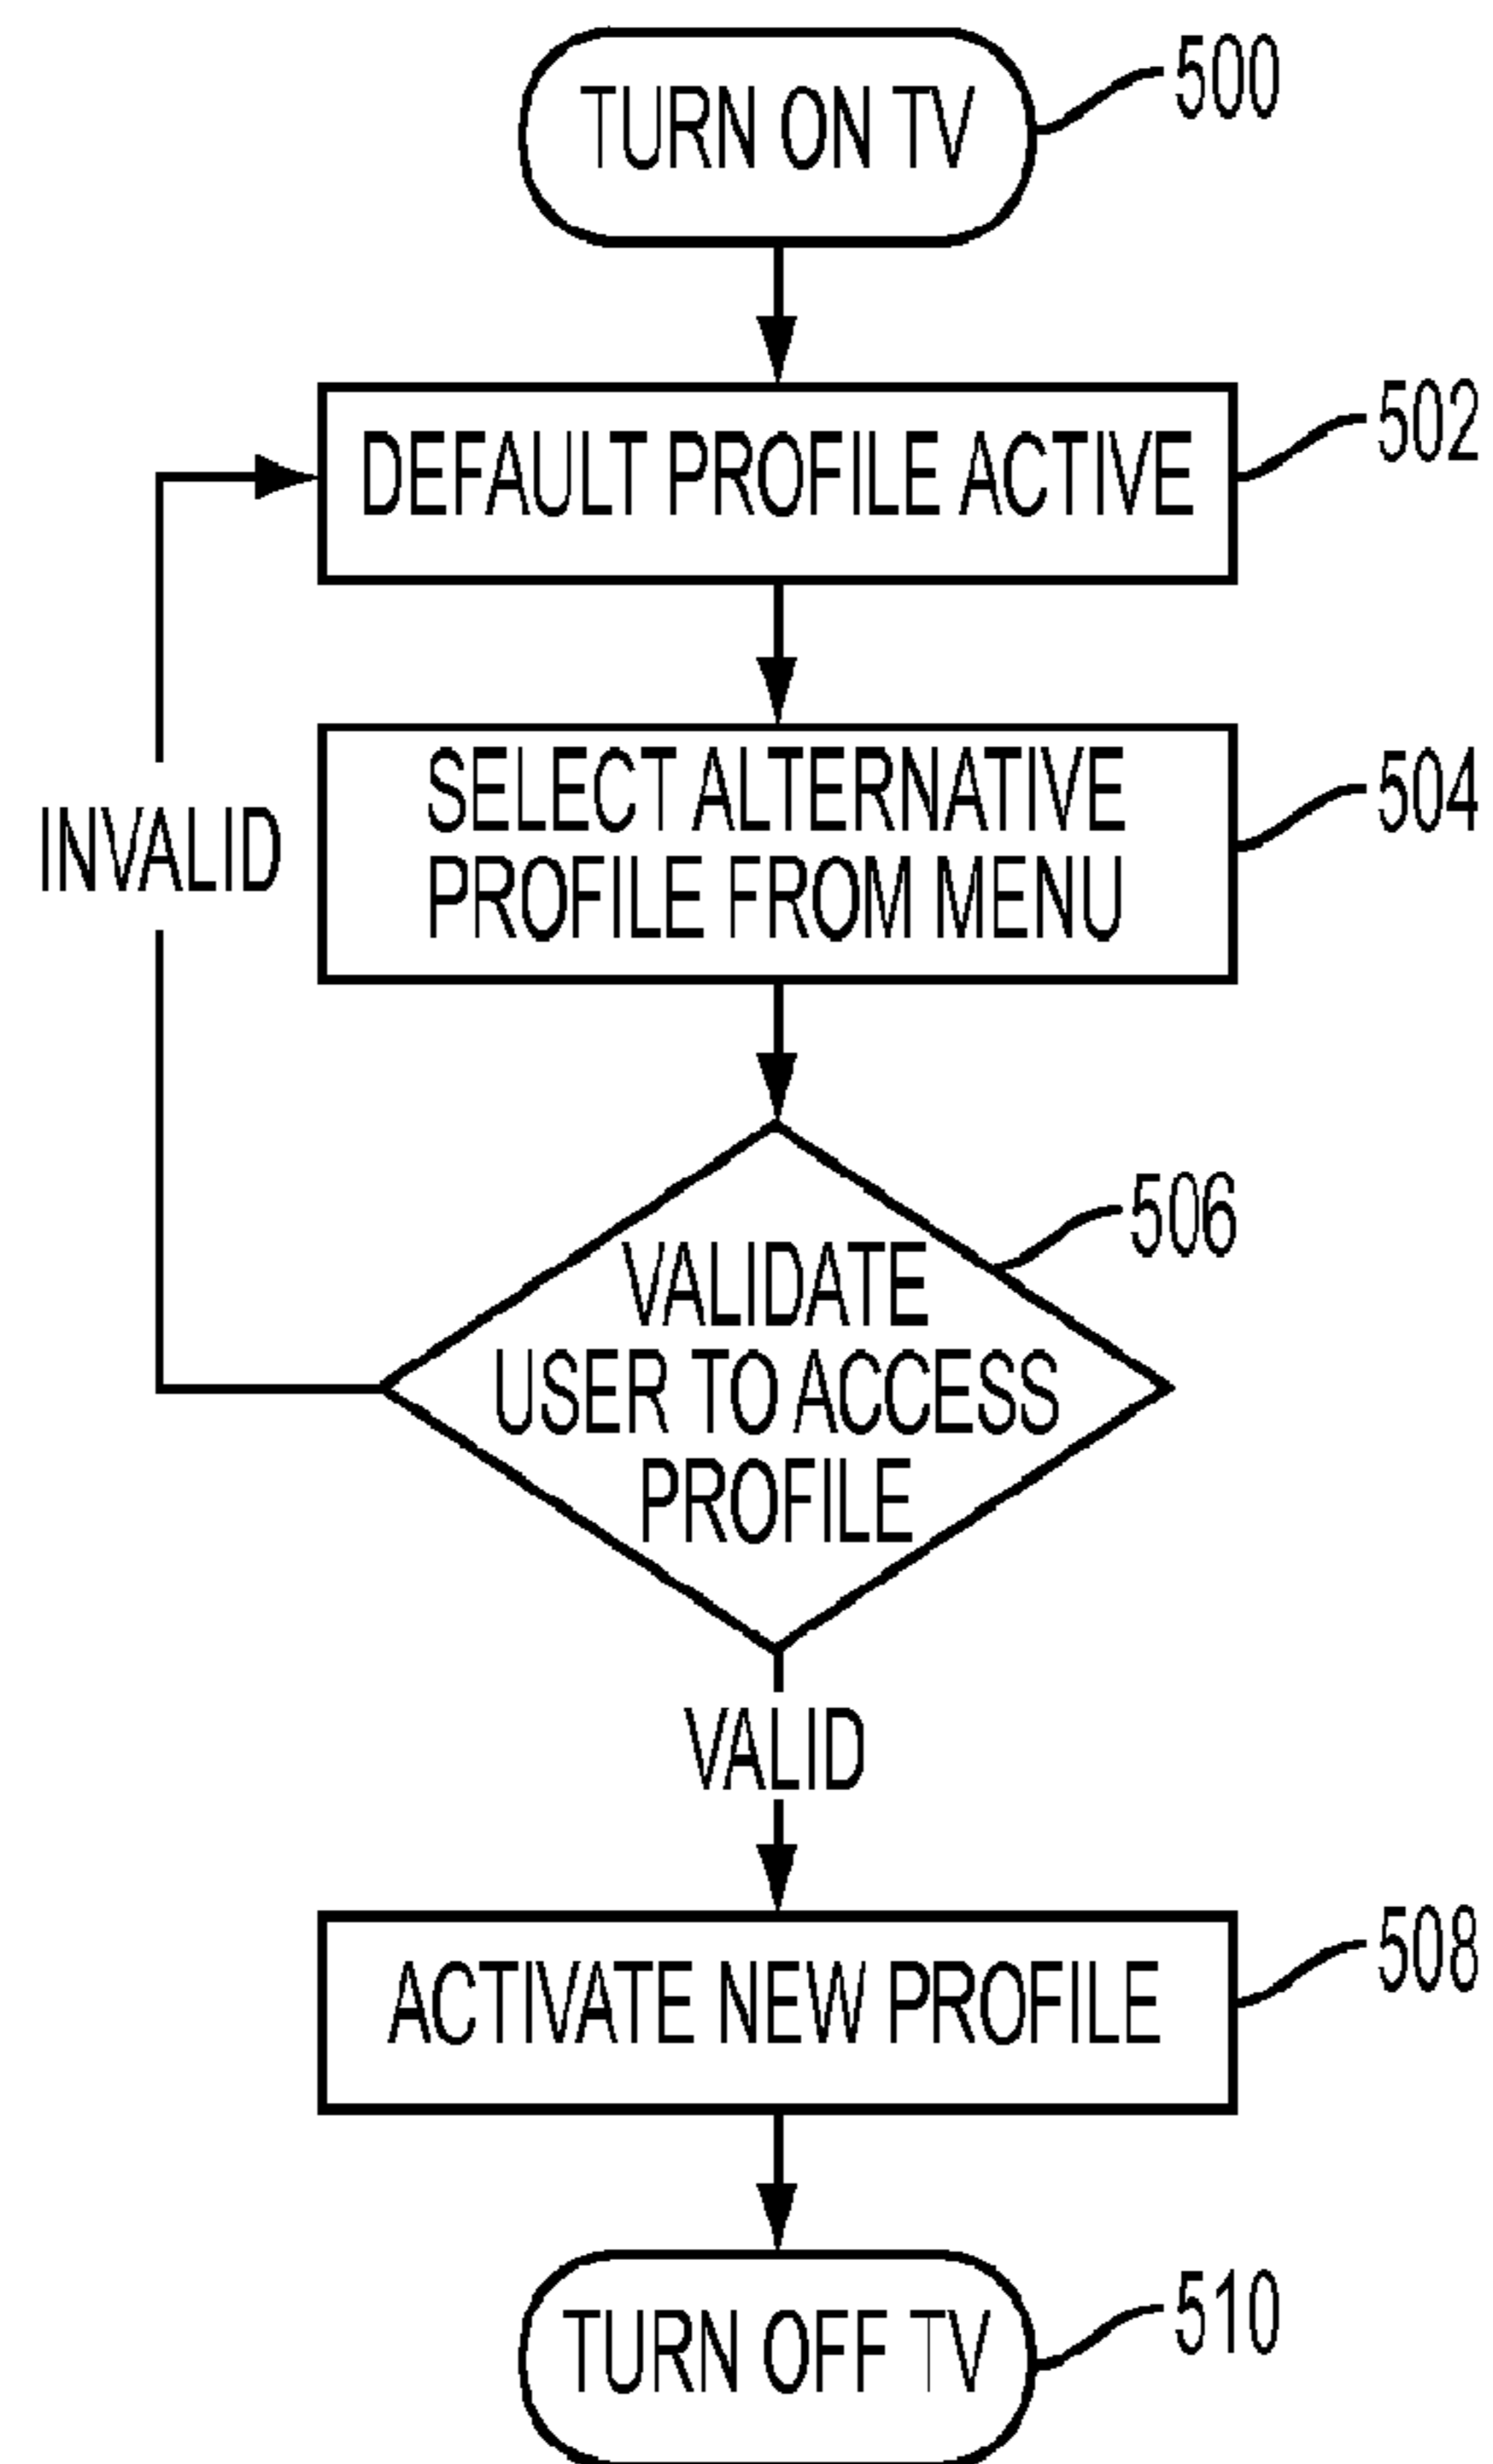 TURN ON TV
500
DEFAULT PROFILE ACTIVE
502
SELECT ALTERNATIVE
PROFILE FROM MENU
504
INVALID
506
VALIDATE
USER TO ACCESS
PROFILE
VALID
ACTIVATE NEW PROFILE
508
TURN OFF TV
510